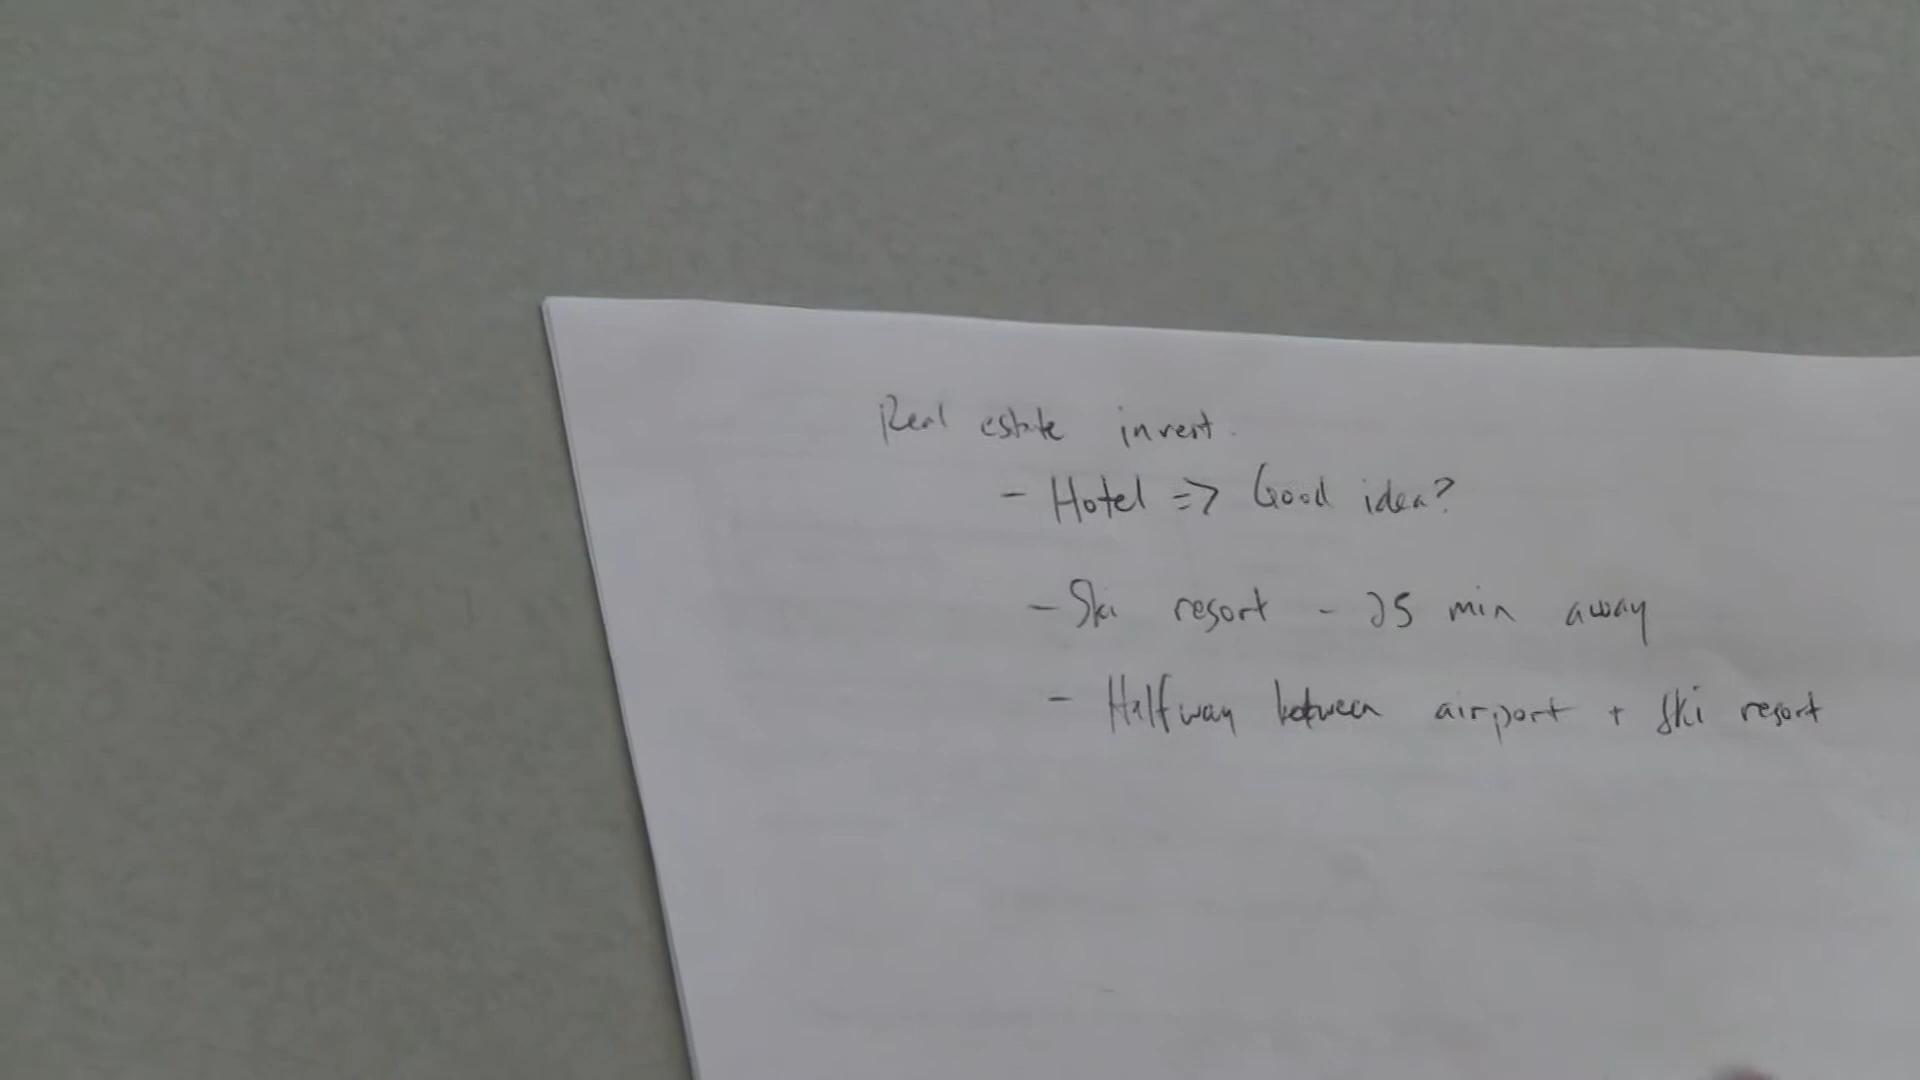 Real estate invest.
- Hotel => Good idea?
- Ski resort - 25 min away
- Halfway between airport + ski resort